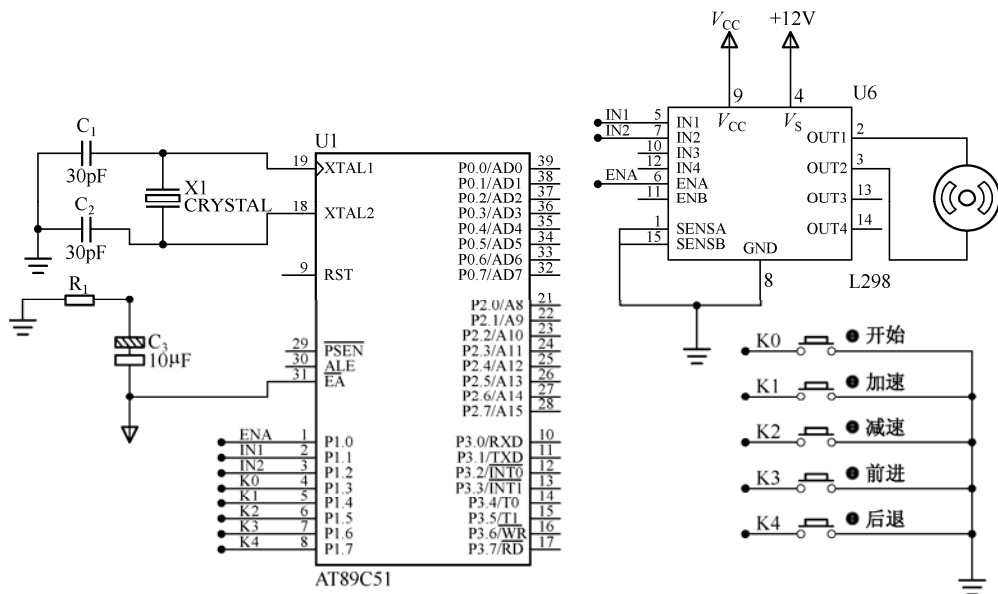 VCC
+12V
U6
9
4
IN1
5
IN1
VCC
VS
OUT1
2
IN2
7
IN2
10
IN3
OUT2
3
12
IN4
ENA
6
ENA
OUT3
13
11
ENB
1
SENSA
OUT4
14
15
SENSB
GND
8
L298
C1
30pF
X1
CRYSTAL
C2
30pF
R1
C3
10μF
U1
19
XTAL1
18
XTAL2
9
RST
29
PSEN
30
ALE
31
EA
ENA
1
P1.0
IN1
2
P1.1
IN2
3
P1.2
K0
4
P1.3
K1
5
P1.4
K2
6
P1.5
K3
7
P1.6
K4
8
P1.7
P0.0/AD0
39
P0.1/AD1
38
P0.2/AD2
37
P0.3/AD3
36
P0.4/AD4
35
P0.5/AD5
34
P0.6/AD6
33
P0.7/AD7
32
P2.0/A8
21
P2.1/A9
22
P2.2/A10
23
P2.3/A11
24
P2.4/A12
25
P2.5/A13
26
P2.6/A14
27
P2.7/A15
28
P3.0/RXD
10
P3.1/TXD
11
P3.2/INT0
12
P3.3/INT1
13
P3.4/T0
14
P3.5/T1
15
P3.6/WR
16
P3.7/RD
17
AT89C51
K0
开始
K1
加速
K2
减速
K3
前进
K4
后退